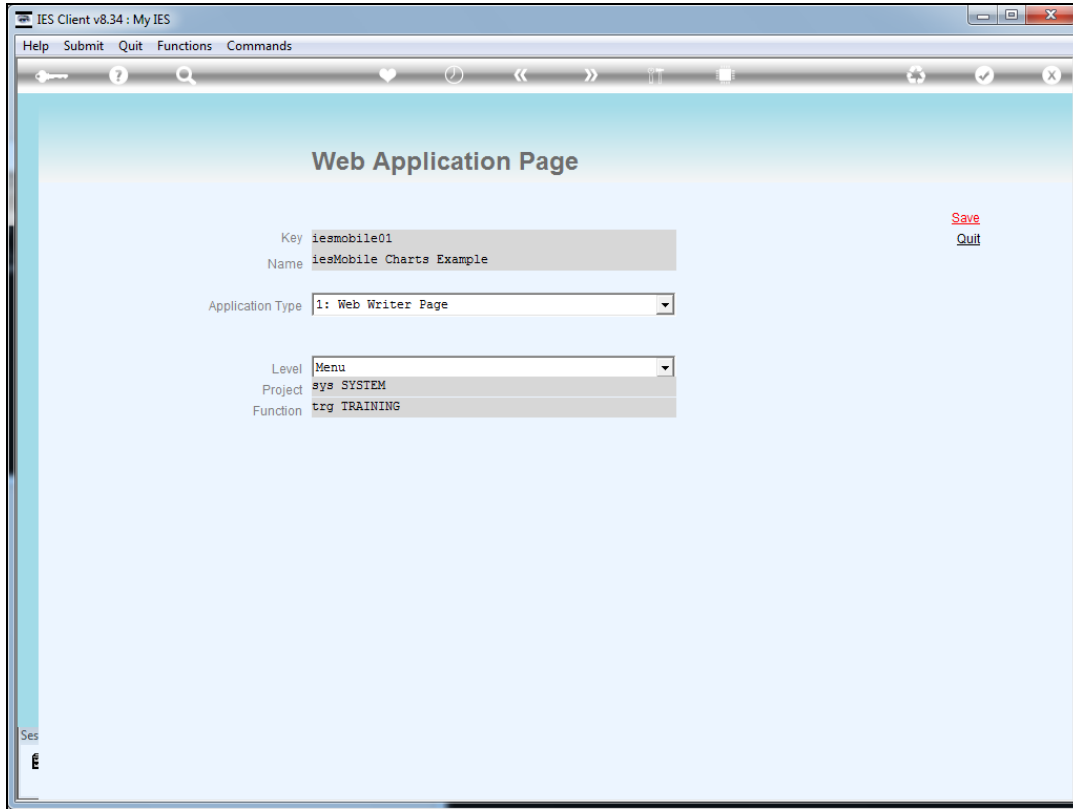 IES Client v8.34 : My IES
Help Submit Quit Functions Commands
Web Application Page
Save
Key iesmobile01
Quit
Name iesMobile Charts Example
Application Type 1: Web Writer Page
Level Menu
Project sys SYSTEM
Function trg TRAINING
Ses